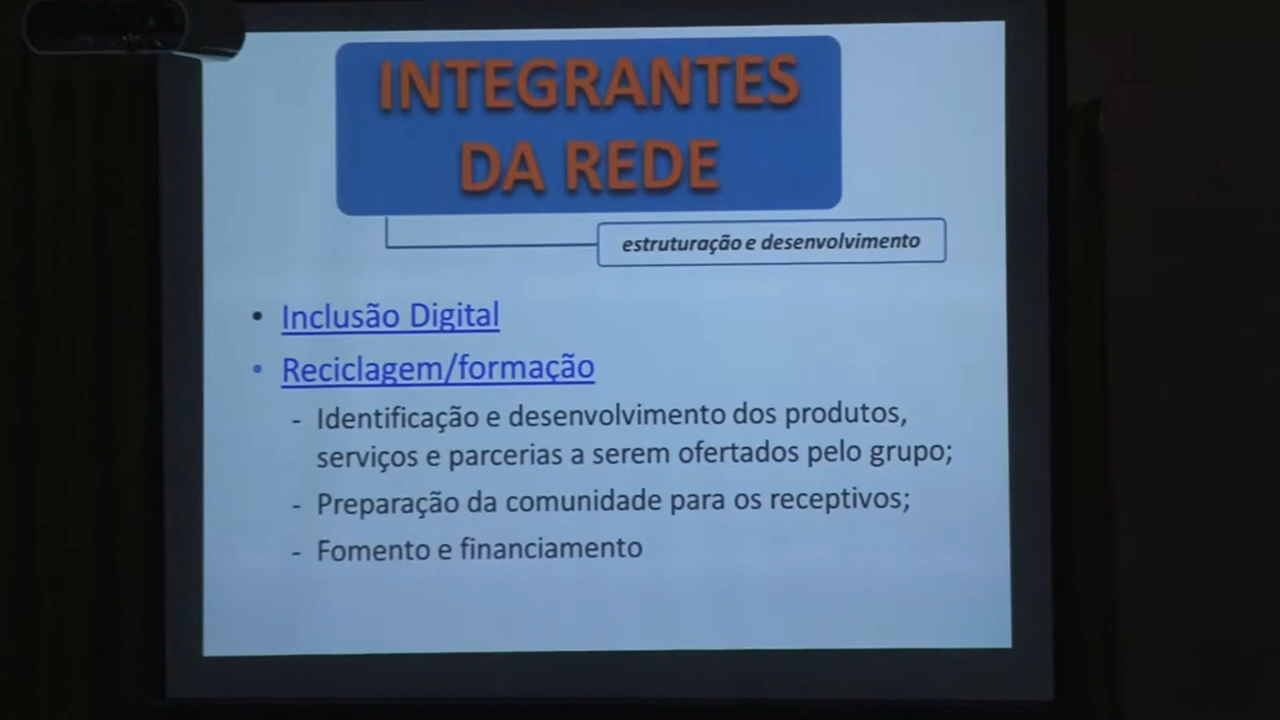 INTEGRANTES
DA REDE
estruturação e desenvolvimento
• Inclusão Digital
• Reciclagem/formação
- Identificação e desenvolvimento dos produtos,
serviços e parcerias a serem ofertados pelo grupo;
- Preparação da comunidade para os receptivos;
- Fomento e financiamento